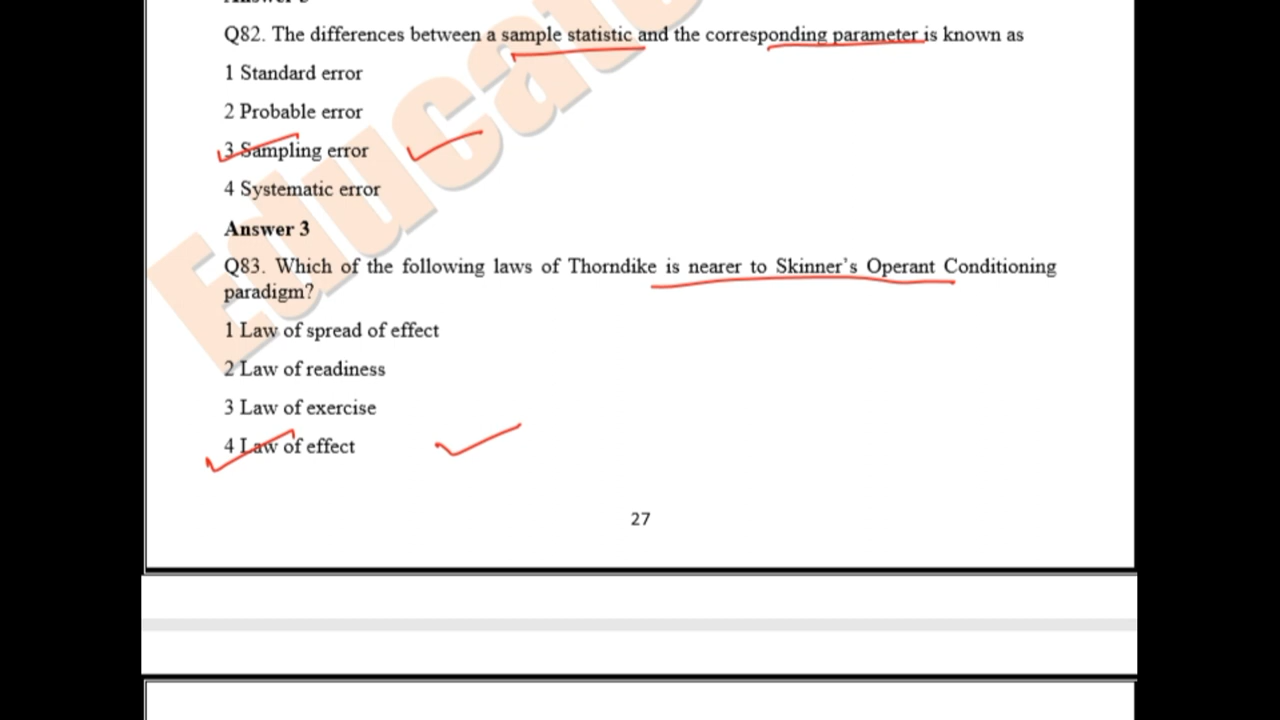 Q82. The differences between a sample statistic and the corresponding parameter is known as
1 Standard error
2 Probable error
3 Sampling error
4 Systematic error
Answer 3
Q83. Which of the following laws of Thorndike is nearer to Skinner's Operant Conditioning
paradigm?
1 Law of spread of effect
2 Law of readiness
3 Law of exercise
4 Law of effect
27